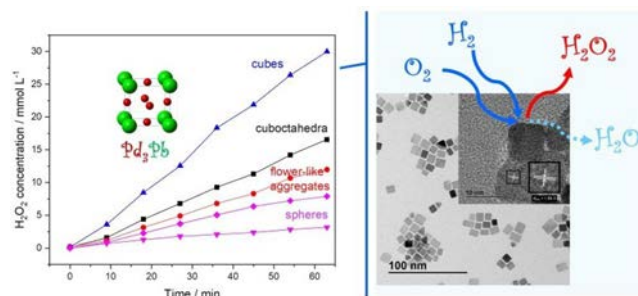 H₂O₂ concentration / mmol L⁻¹
30
25
20
15
10
5
0
0 10 20 30 40 50 60
Time / min
Pd₃Pb
cubes
cuboctahedra
flower-like
aggregates
spheres
H₂
O₂
H₂O₂
H₂O
100 nm